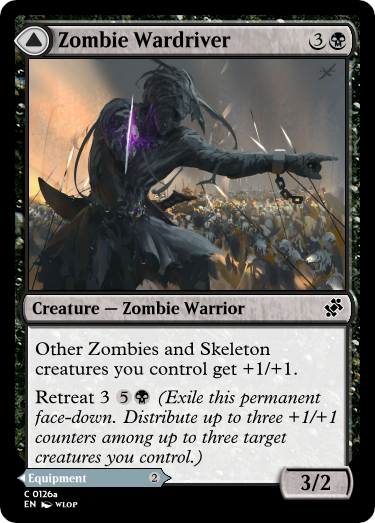 Zombie Wardriver 3
Creature — Zombie Warrior
Other Zombies and Skeleton
creatures you control get +1/+1.
Retreat 3 5 (Exile this permanent
face-down. Distribute up to three +1/+1
counters among up to three target
creatures you control.)
Equipment 2
3/2
C 0126a
EN WLOP